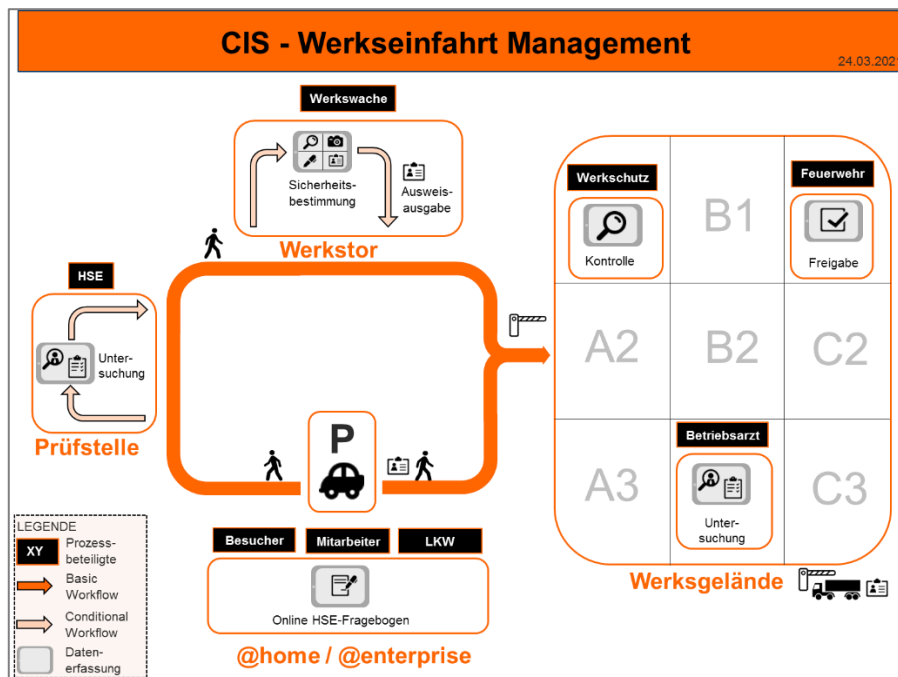 CIS - Werkseinfahrt Management
24.03.202
Werkswache
Sicherheits-
bestimmung
Ausweis-
ausgabe
Werkstor
HSE
Unter-
suchung
Prüfstelle
P
Besucher
Mitarbeiter
LKW
Online HSE-Fragebogen
@home / @enterprise
Werkschutz
Kontrolle
B1
Feuerwehr
Freigabe
A2
B2
C2
A3
Betriebsarzt
Unter-
suchung
C3
Werksgelände
LEGENDE
XY
Prozess-
beteiligte
Basic
Workflow
Conditional
Workflow
Daten-
erfassung